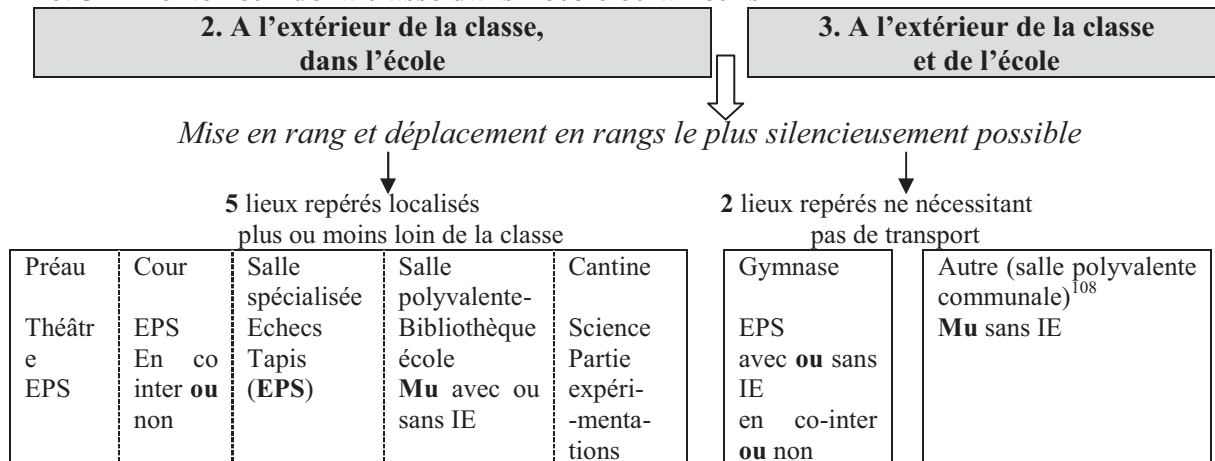 2. A l’extérieur de la classe,
dans l’école
3. A l’extérieur de la classe
et de l’école
Mise en rang et déplacement en rangs le plus silencieusement possible
5 lieux repérés localisés
plus ou moins loin de la classe
2 lieux repérés ne nécessitant
pas de transport
Préau
Théâtr
e
EPS
Cour
EPS
En co
inter ou
non
Salle
spécialisée
Echecs
Tapis
(EPS)
Salle
polyvalente-
Bibliothèque
école
Mu avec ou
sans IE
Cantine
Science
Partie
expéri-
-menta-
tions
Gymnase
EPS
avec ou sans
IE
en co-inter
ou non
Autre (salle polyvalente
communale)108
Mu sans IE